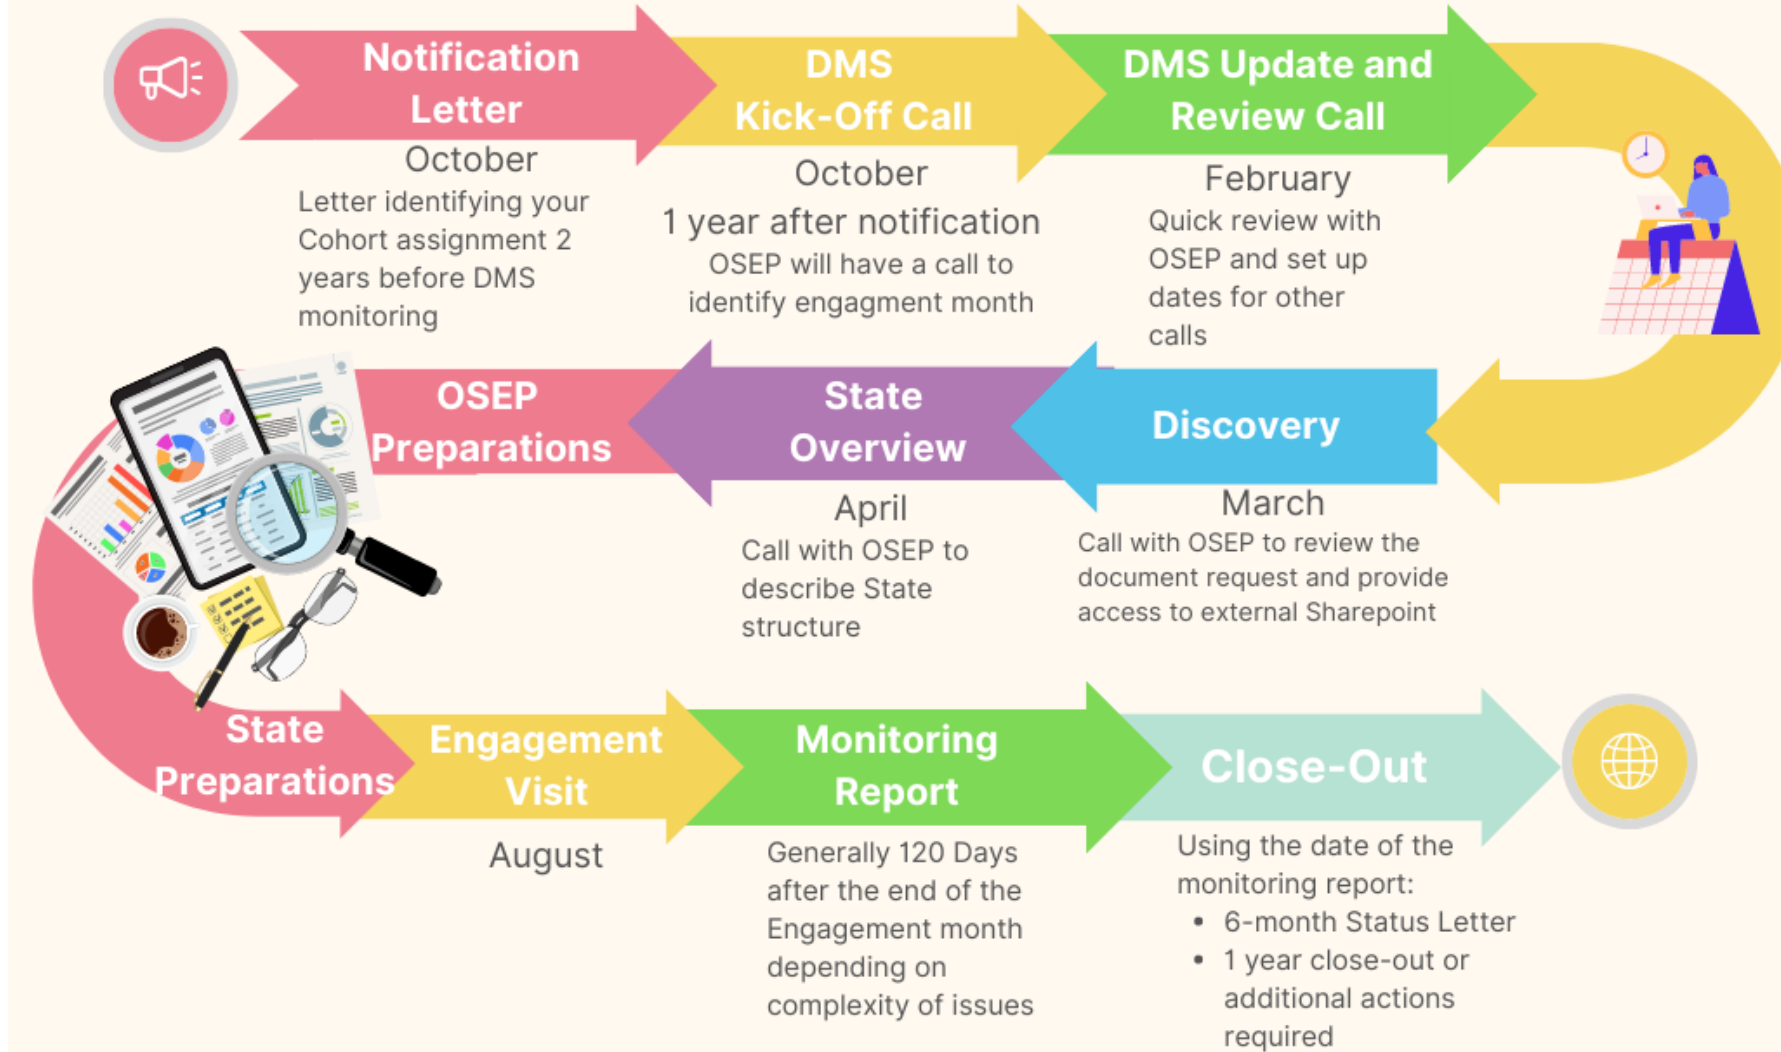 Notification
Letter
October
Letter identifying your
Cohort assignment 2
years before DMS
monitoring
DMS
Kick-Off Call
October
1 year after notification
OSEP will have a call to
identify engagment month
DMS Update and
Review Call
February
Quick review with
OSEP and set up
dates for other
calls
Discovery
March
Call with OSEP to review the
document request and provide
access to external Sharepoint
State
Overview
April
Call with OSEP to
describe State
structure
OSEP
Preparations
State
Preparations
Engagement
Visit
August
Monitoring
Report
Generally 120 Days
after the end of the
Engagement month
depending on
complexity of issues
Close-Out
Using the date of the
monitoring report:
• 6-month Status Letter
• 1 year close-out or
additional actions
required